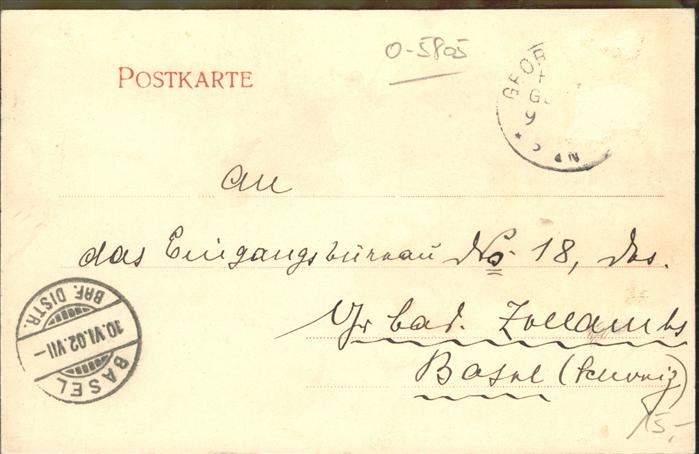 0-5805
POSTKARTE
GEOR
G.
9
an
das Eingangsbureau No 18, des
Gr bad. Zollamts
Basel (Schweiz)
BASEL
10.VI.02.VII-
BRF. DISTR.
15,-